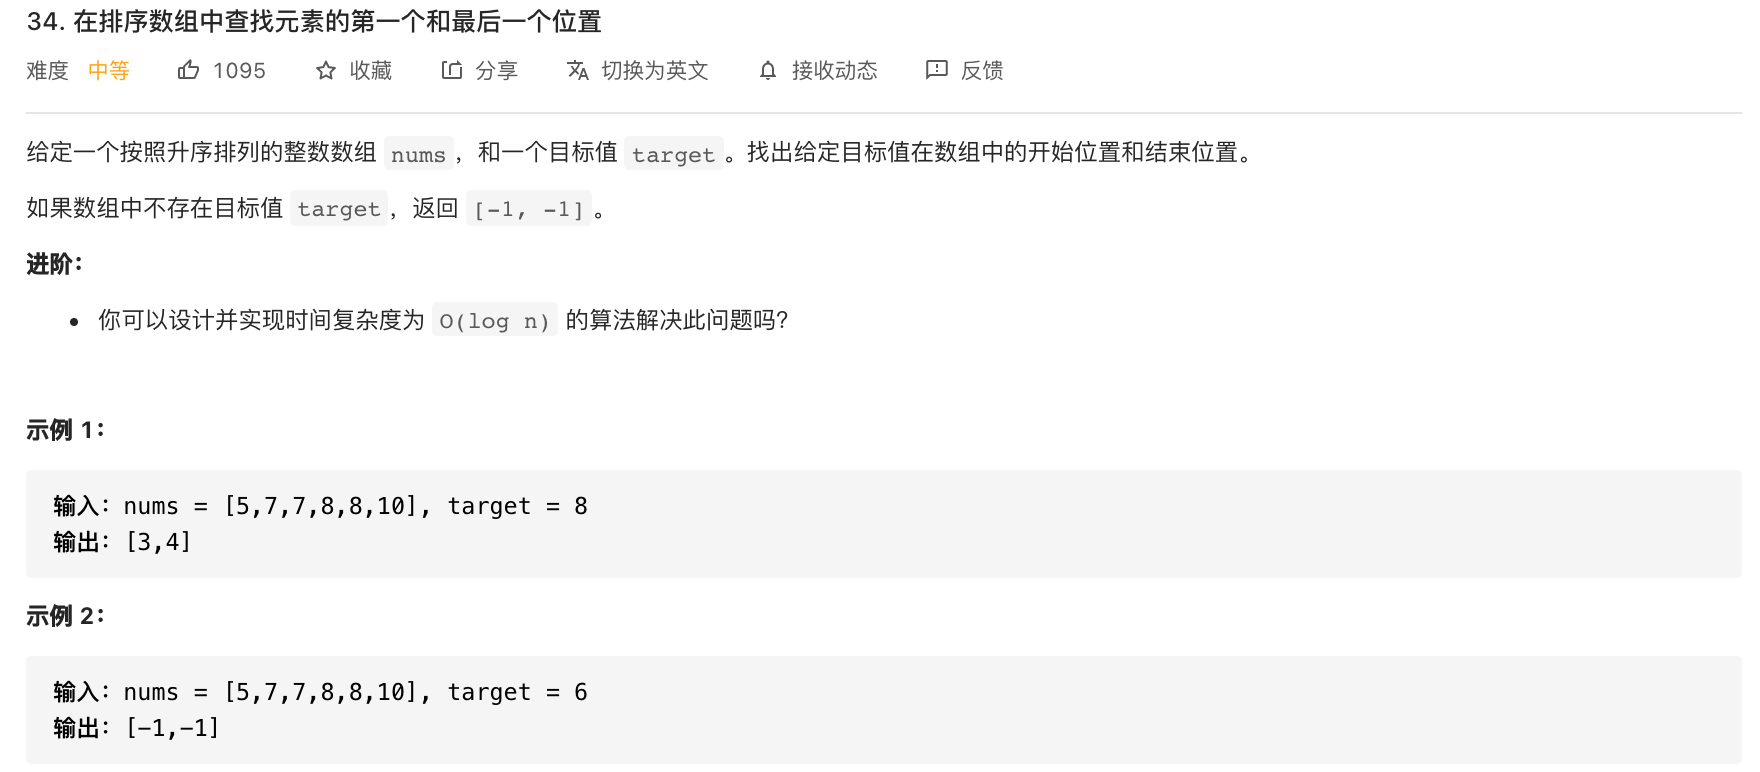 34. 在排序数组中查找元素的第一个和最后一个位置
难度 中等 1095 收藏 分享 切换为英文 接收动态 反馈
给定一个按照升序排列的整数数组 nums，和一个目标值 target。找出给定目标值在数组中的开始位置和结束位置。
如果数组中不存在目标值 target，返回 [-1, -1]。
进阶：
• 你可以设计并实现时间复杂度为 O(log n) 的算法解决此问题吗？
示例 1：
输入：nums = [5,7,7,8,8,10], target = 8
输出：[3,4]
示例 2：
输入：nums = [5,7,7,8,8,10], target = 6
输出：[-1,-1]